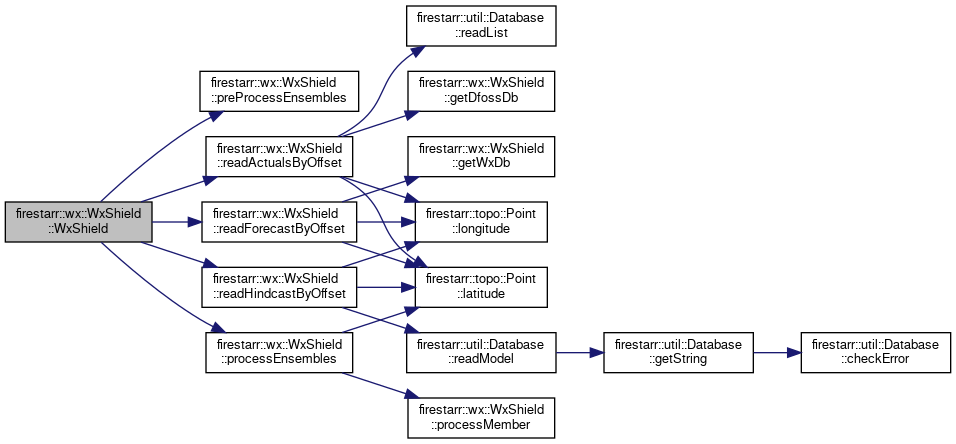 firestarr::wx::WxShield
::WxShield
firestarr::wx::WxShield
::preProcessEnsembles
firestarr::wx::WxShield
::readActualsByOffset
firestarr::wx::WxShield
::readForecastByOffset
firestarr::wx::WxShield
::readHindcastByOffset
firestarr::wx::WxShield
::processEnsembles
firestarr::util::Database
::readList
firestarr::wx::WxShield
::getDfossDb
firestarr::wx::WxShield
::getWxDb
firestarr::topo::Point
::longitude
firestarr::topo::Point
::latitude
firestarr::util::Database
::readModel
firestarr::wx::WxShield
::processMember
firestarr::util::Database
::getString
firestarr::util::Database
::checkError